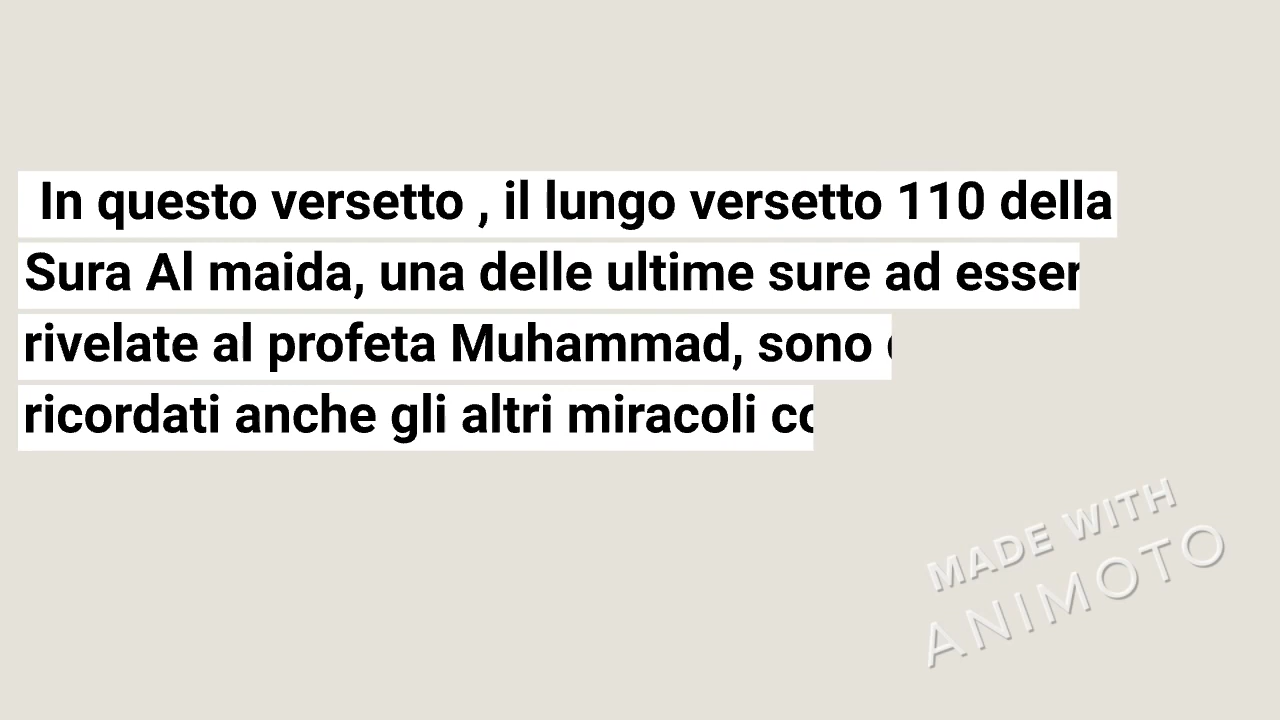 In questo versetto , il lungo versetto 110 della
Sura Al maida, una delle ultime sure ad
rivelate al profeta Muhammad, sono
ricordati anche gli altri miracoli
MADE WITH
ANIMOTO